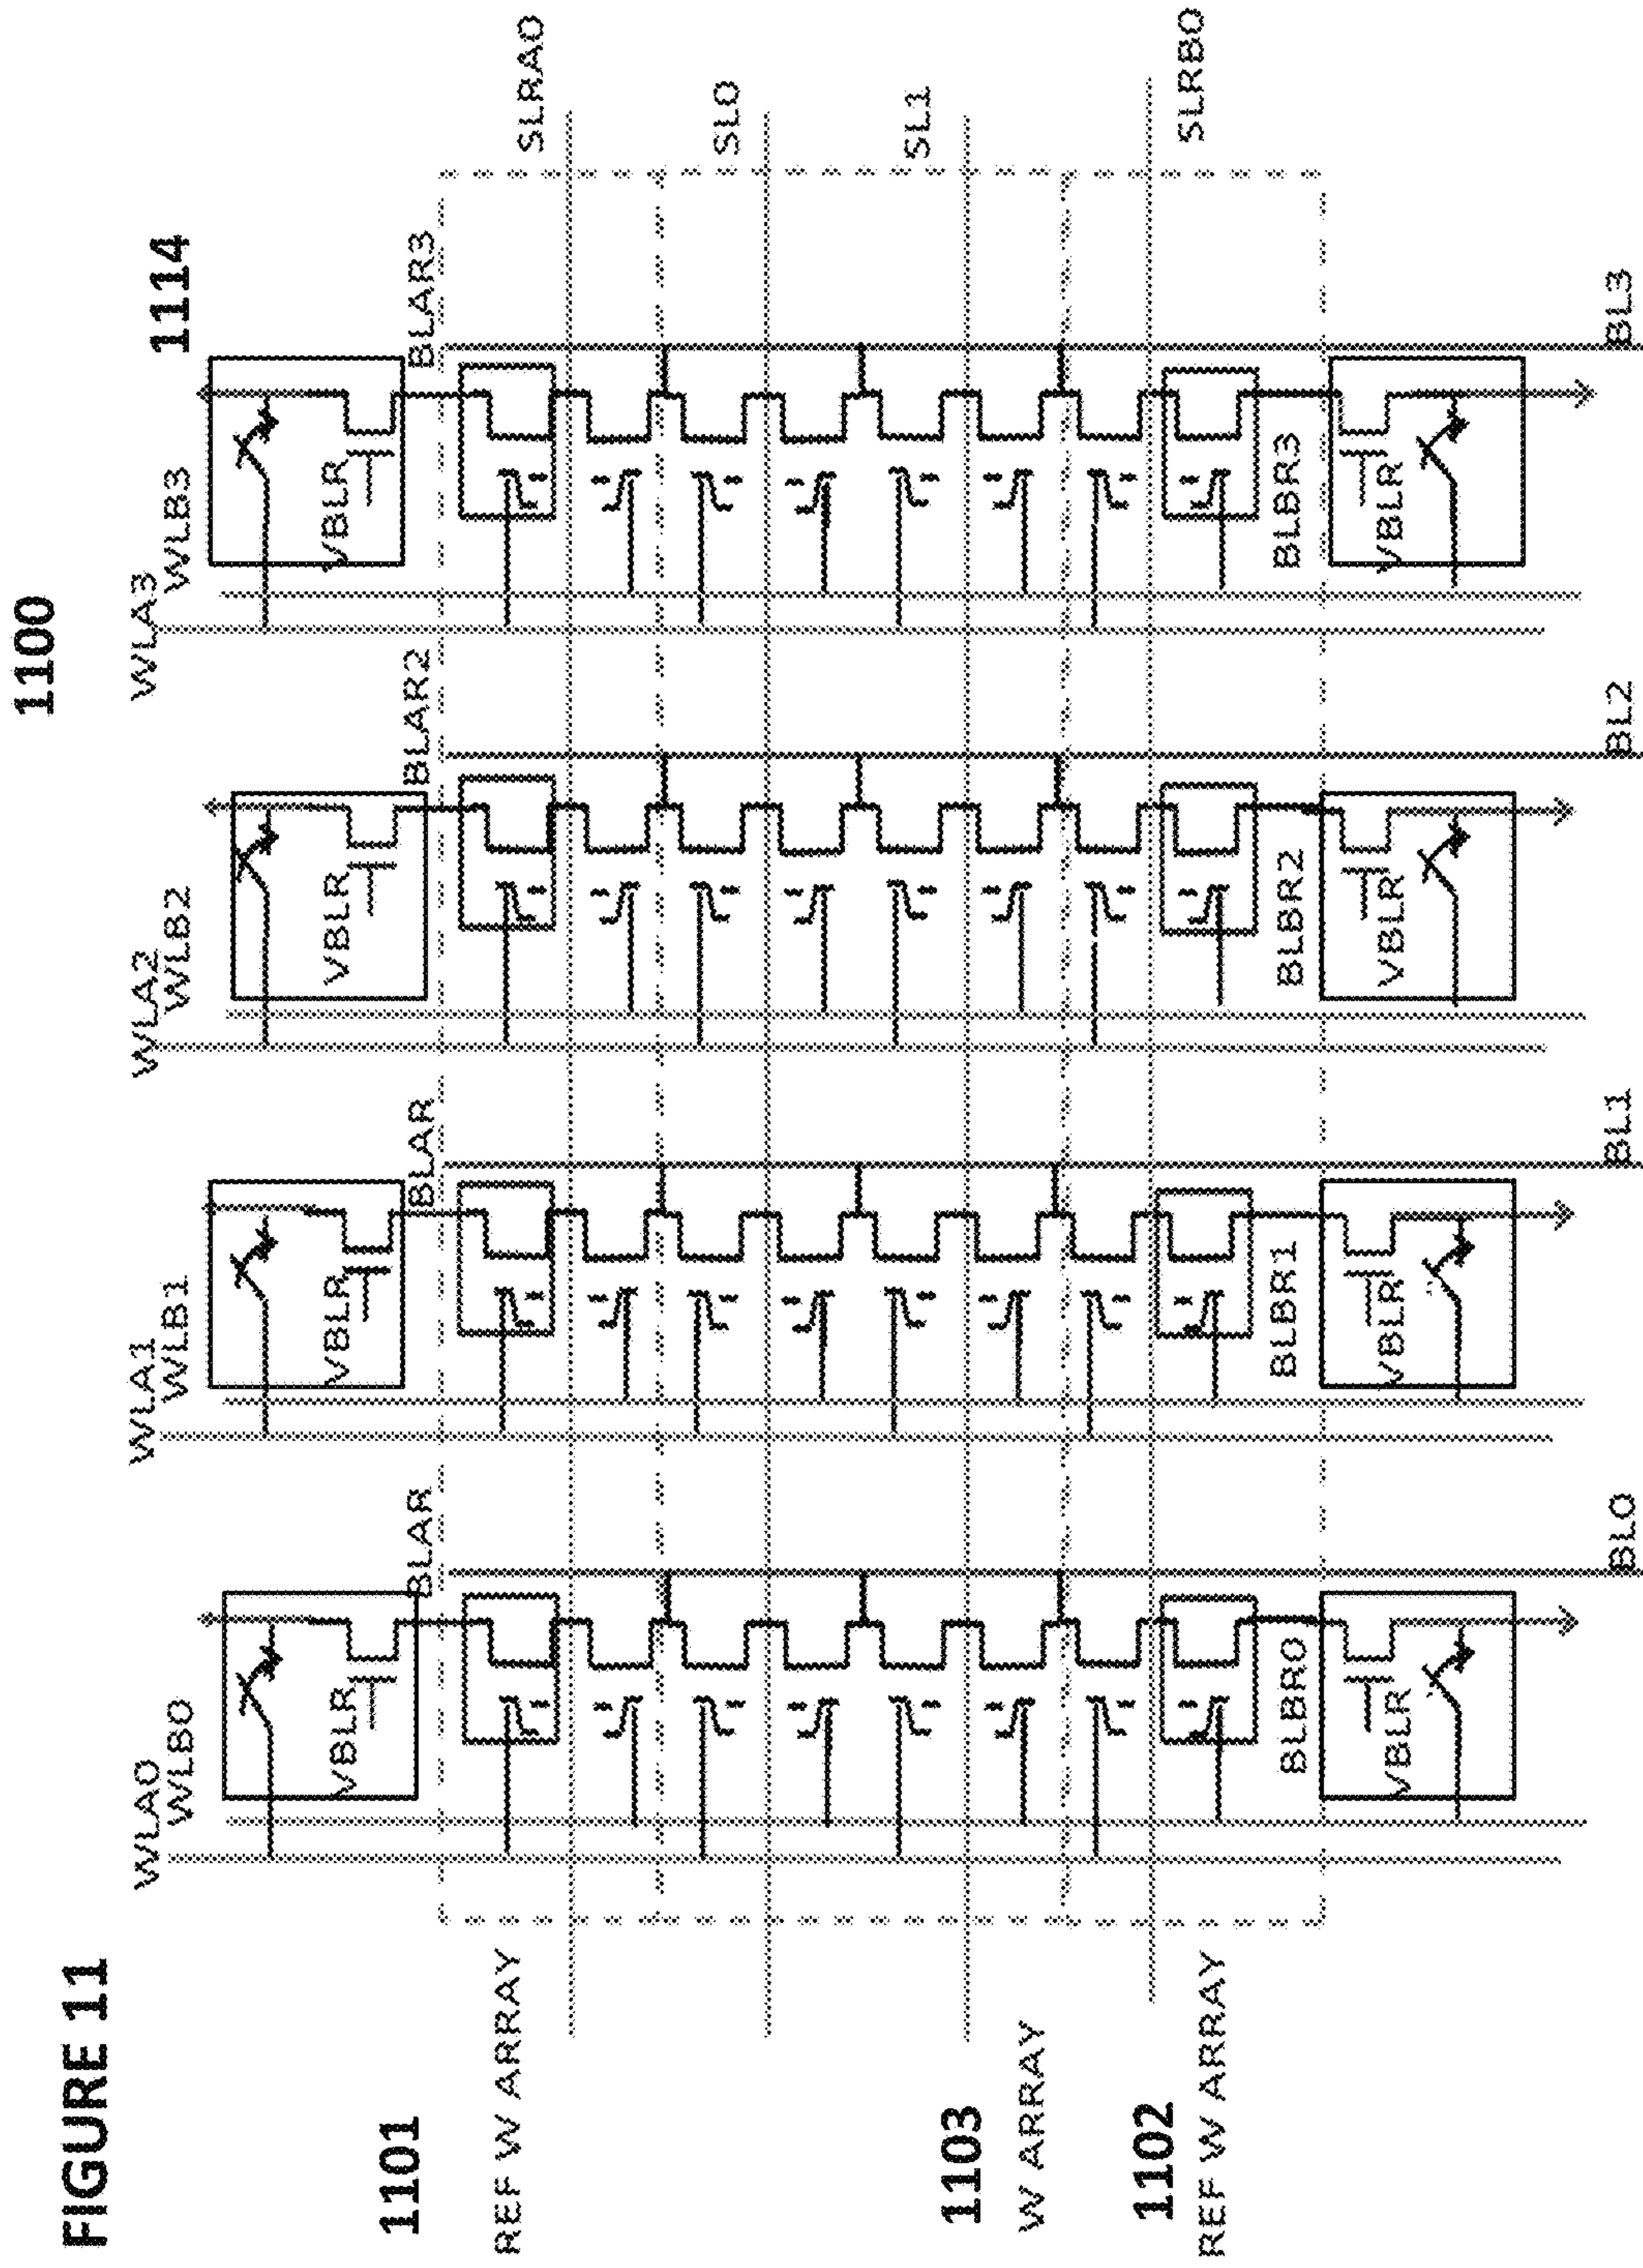 FIGURE 11
1100
1101
REF W ARRAY
1103
W ARRAY
1102
REF W ARRAY
1114
WLA0
WLB0
WLA1
WLB1
WLA2
WLB2
WLA3
WLB3
VBLR
VBLR
VBLR
VBLR
BLAR
BLAR
BLAR2
BLAR3
SLRA0
SL0
SL1
SLRB0
BLBR0
BLBR1
BLBR2
BLBR3
VBLR
VBLR
VBLR
VBLR
BL0
BL1
BL2
BL3